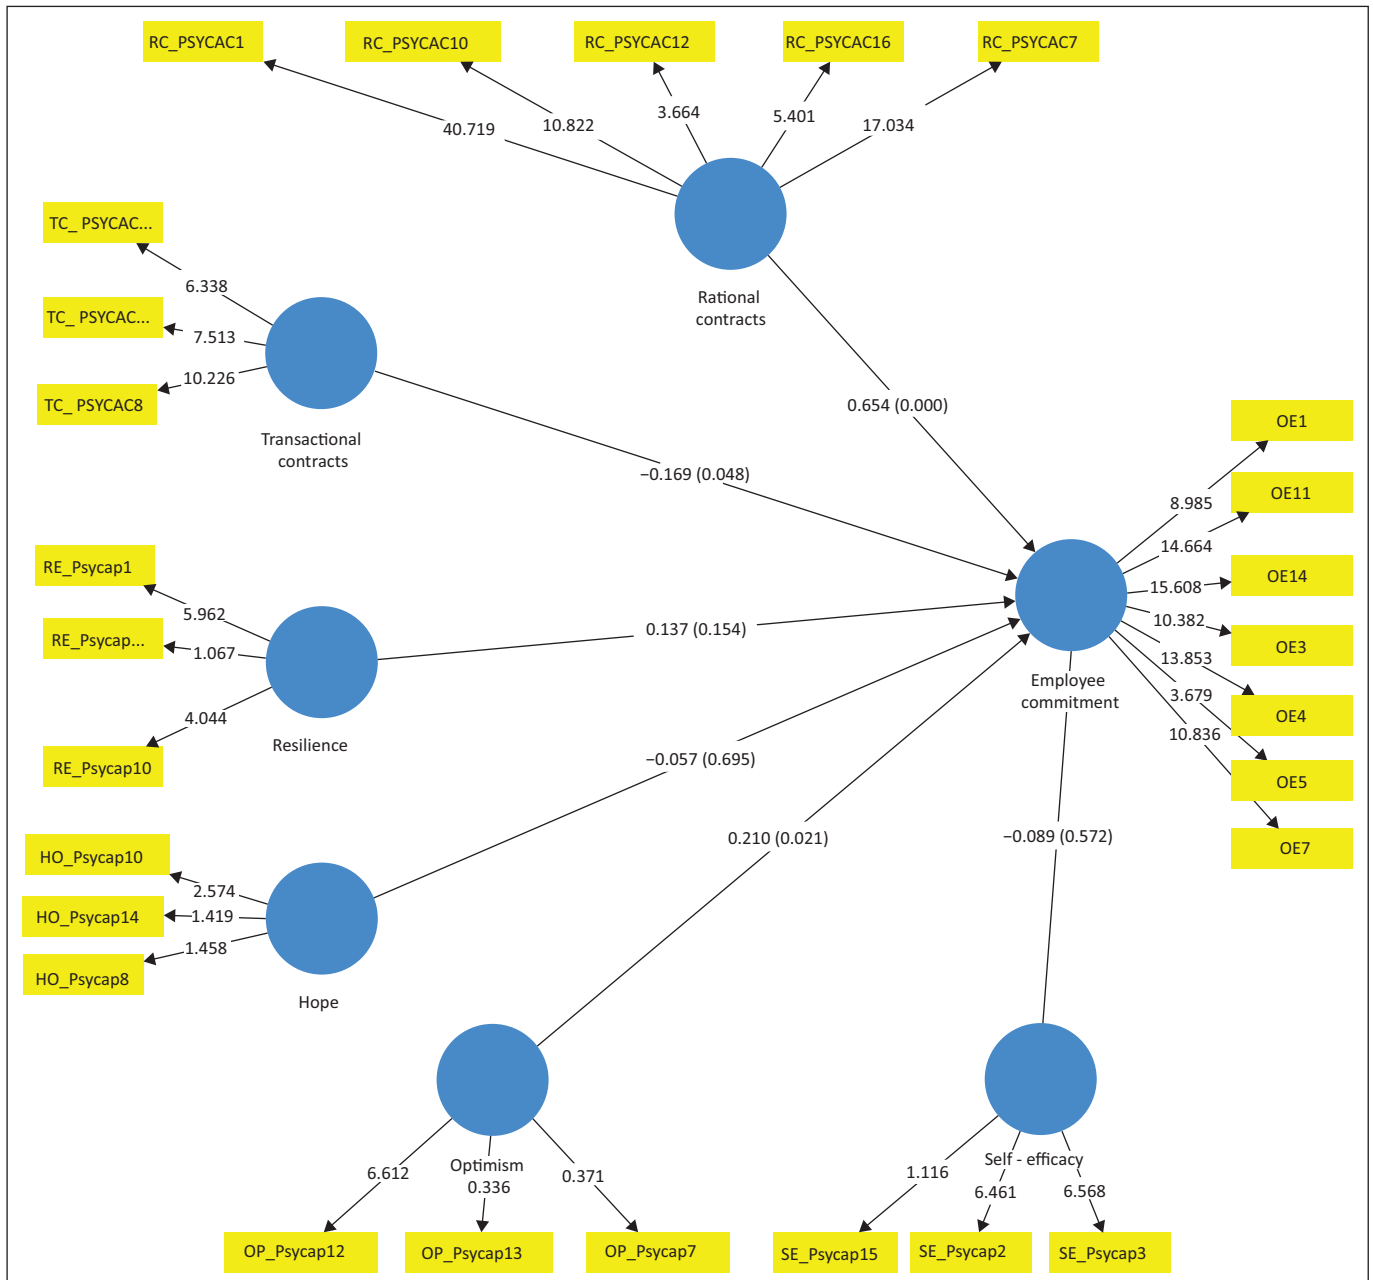 RC_PSYCAC1
RC_PSYCAC10
RC_PSYCAC12
RC_PSYCAC16
RC_PSYCAC7
40.719
10.822
3.664
5.401
17.034
Rational
contracts
TC_ PSYCAC...
TC_ PSYCAC...
TC_ PSYCAC8
6.338
7.513
10.226
Transactional
contracts
0.654 (0.000)
−0.169 (0.048)
RE_Psycap1
RE_Psycap...
RE_Psycap10
5.962
1.067
4.044
Resilience
0.137 (0.154)
Employee
commitment
OE1
OE11
OE14
OE3
OE4
OE5
OE7
8.985
14.664
15.608
10.382
13.853
3.679
10.836
HO_Psycap10
HO_Psycap14
HO_Psycap8
2.574
1.419
1.458
Hope
−0.057 (0.695)
0.210 (0.021)
−0.089 (0.572)
Optimism
6.612
0.336
0.371
OP_Psycap12
OP_Psycap13
OP_Psycap7
Self - efficacy
1.116
6.461
6.568
SE_Psycap15
SE_Psycap2
SE_Psycap3